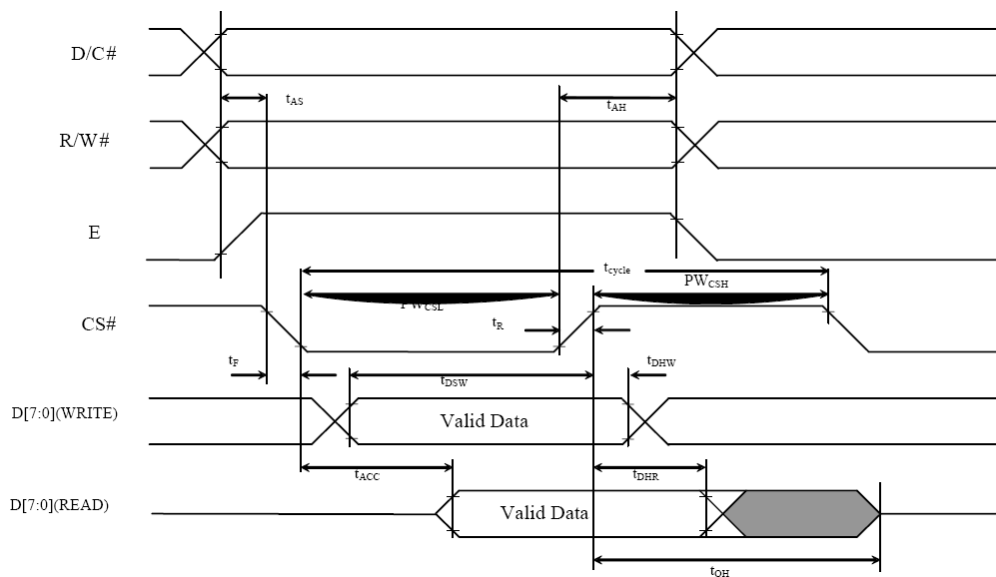 D/C#
tAS
tAH
R/W#
E
tcycle
PWCSL
PWCSH
CS#
tR
tF
tDSW
tDHW
D[7:0](WRITE)
Valid Data
tACC
tDHR
D[7:0](READ)
Valid Data
tOH